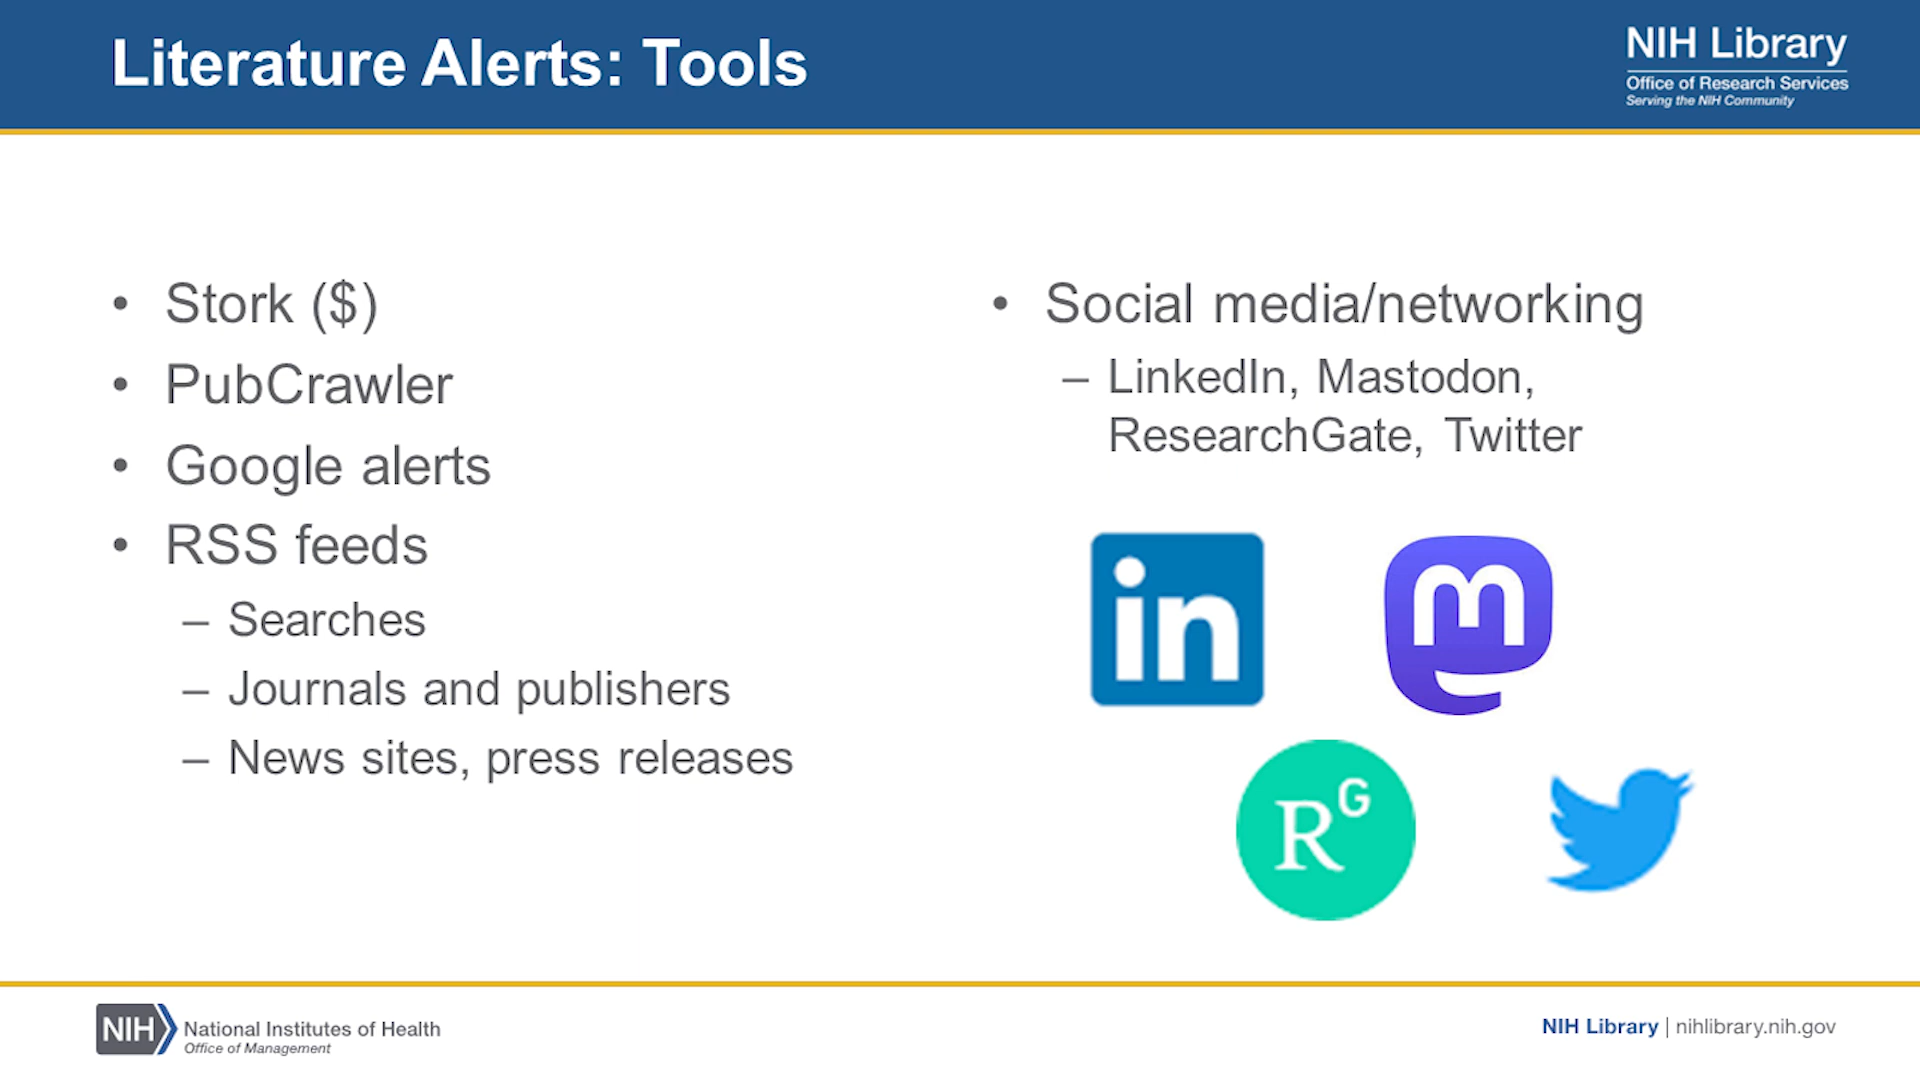 Literature Alerts: Tools
NIH Library
Office of Research Services
Serving the NIH Community
• Stork ($)
• PubCrawler
• Google alerts
• RSS feeds
– Searches
– Journals and publishers
– News sites, press releases
• Social media/networking
– LinkedIn, Mastodon,
ResearchGate, Twitter
in
m
RG
NIH
National Institutes of Health
Office of Management
NIH Library | nihlibrary.nih.gov